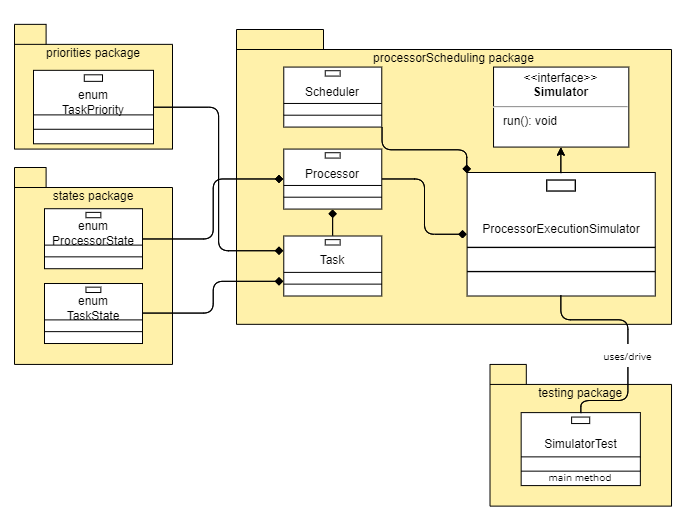 priorities package
enum
TaskPriority
states package
enum
ProcessorState
enum
TaskState
processorScheduling package
Scheduler
Processor
Task
<<interface>>
Simulator
run(): void
ProcessorExecutionSimulator
uses/drive
testing package
SimulatorTest
main method